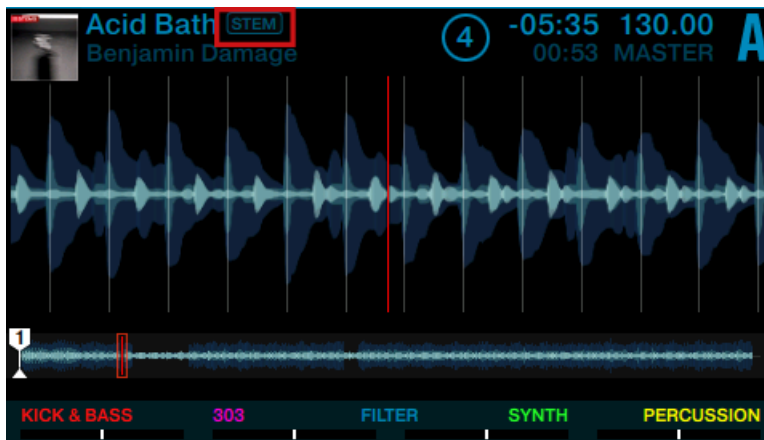 Acid Bath STEM 4 -05:35 130.00 A
Benjamin Damage 00:53 MASTER
1
KICK & BASS 303 FILTER SYNTH PERCUSSION